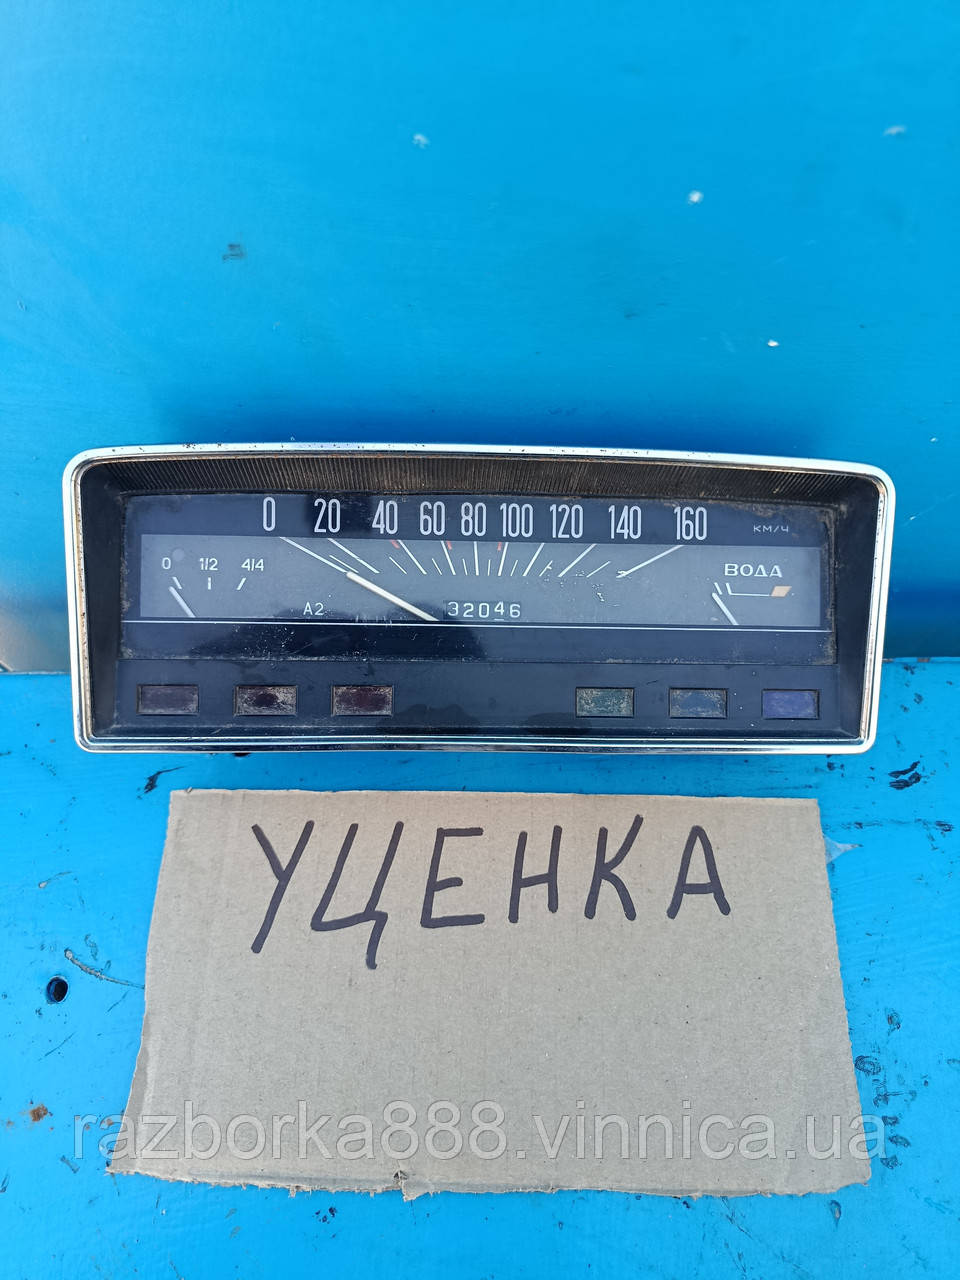 0 20 40 60 80 100 120 140 160 КМ/Ч
0 1/2 4/4 ВОДА
А2 32046
УЦЕНКА
razborka888.vinnica.ua